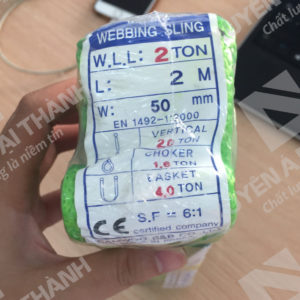 WEBBING SLING
W.L.L: 2 TON
L: 2 M
W: 50 mm
EN 1492-1:2000
VERTICAL
2.0 TON
CHOKER
1.6 TON
BASKET
4.0 TON
S.F = 6:1
CE certified company